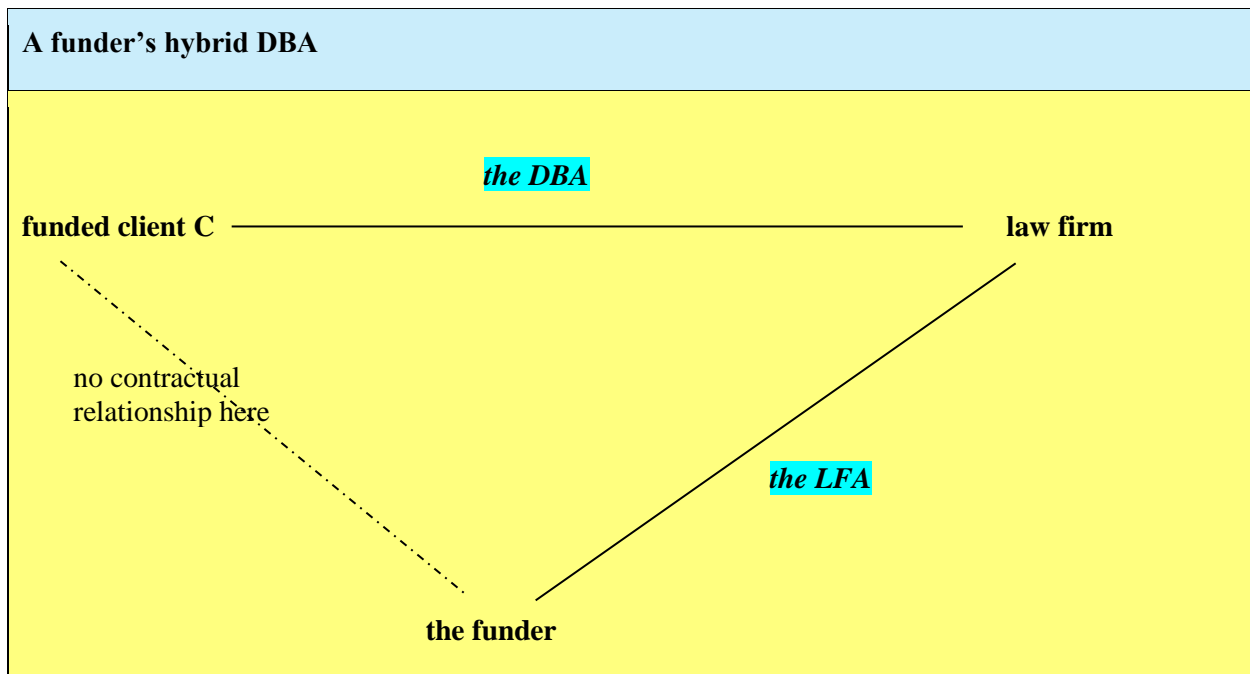 A funder’s hybrid DBA
the DBA
funded client C
law firm
no contractual
relationship here
the LFA
the funder